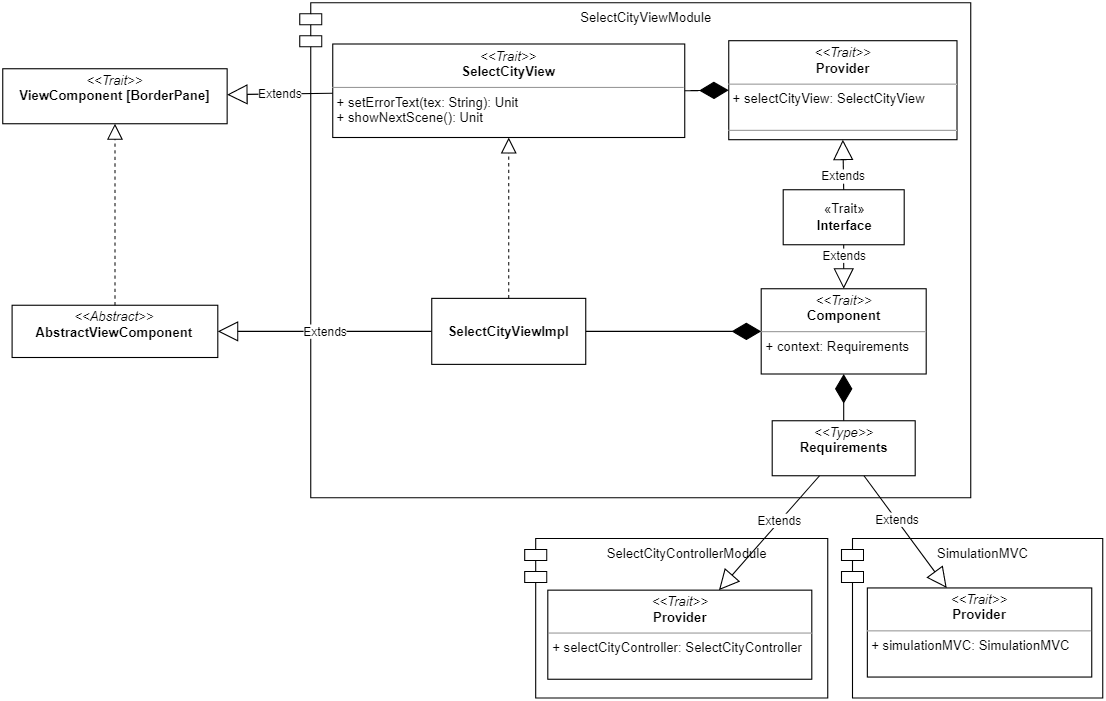 SelectCityViewModule
<<Trait>>
ViewComponent [BorderPane]
Extends
<<Trait>>
SelectCityView
+ setErrorText(tex: String): Unit
+ showNextScene(): Unit
<<Trait>>
Provider
+ selectCityView: SelectCityView
Extends
«Trait»
Interface
Extends
<<Abstract>>
AbstractViewComponent
Extends
SelectCityViewImpl
<<Trait>>
Component
+ context: Requirements
<<Type>>
Requirements
Extends
Extends
SelectCityControllerModule
<<Trait>>
Provider
+ selectCityController: SelectCityController
SimulationMVC
<<Trait>>
Provider
+ simulationMVC: SimulationMVC